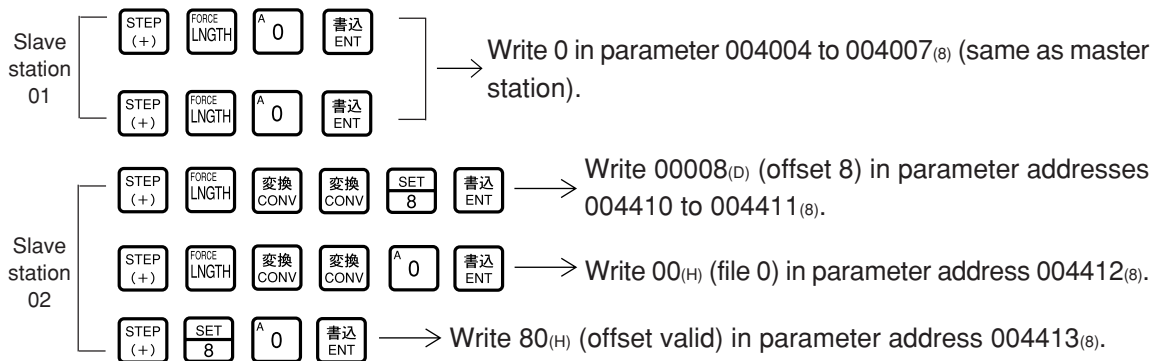 Slave
station
01
STEP
(+)
FORCE
LNGTH
A
0
書込
ENT
STEP
(+)
FORCE
LNGTH
A
0
書込
ENT
Write 0 in parameter 004004 to 004007(8) (same as master
station).
Slave
station
02
STEP
(+)
FORCE
LNGTH
変換
CONV
変換
CONV
SET
8
書込
ENT
Write 00008(D) (offset 8) in parameter addresses
004410 to 004411(8).
STEP
(+)
FORCE
LNGTH
変換
CONV
変換
CONV
A
0
書込
ENT
Write 00(H) (file 0) in parameter address 004412(8).
STEP
(+)
SET
8
A
0
書込
ENT
Write 80(H) (offset valid) in parameter address 004413(8).